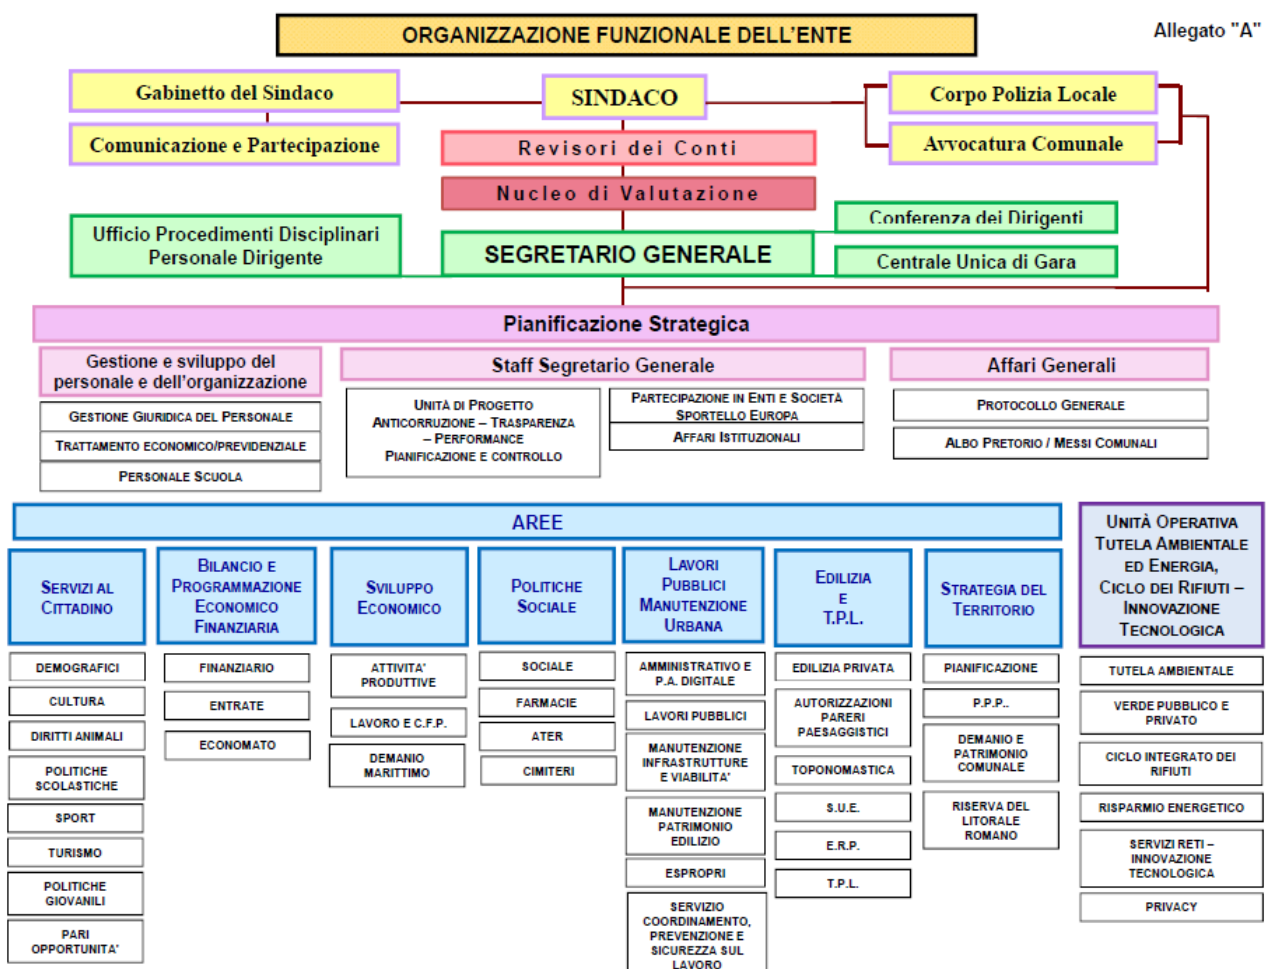 ORGANIZZAZIONE FUNZIONALE DELL'ENTE
Allegato "A"
Gabinetto del Sindaco
SINDACO
Corpo Polizia Locale
Comunicazione e Partecipazione
Revisori dei Conti
Avvocatura Comunale
Nucleo di Valutazione
Ufficio Procedimenti Disciplinari
Personale Dirigente
SEGRETARIO GENERALE
Conferenza dei Dirigenti
Centrale Unica di Gara
Pianificazione Strategica
Gestione e sviluppo del
personale e dell'organizzazione
GESTIONE GIURIDICA DEL PERSONALE
TRATTAMENTO ECONOMICO/PREVIDENZIALE
PERSONALE SCUOLA
Staff Segretario Generale
UNITÀ DI PROGETTO
ANTICORRUZIONE – TRASPARENZA
– PERFORMANCE
PIANIFICAZIONE E CONTROLLO
PARTECIPAZIONE IN ENTI E SOCIETÀ
SPORTELLO EUROPA
AFFARI ISTITUZIONALI
Affari Generali
PROTOCOLLO GENERALE
ALBO PRETORIO / MESSI COMUNALI
AREE
SERVIZI AL
CITTADINO
DEMOGRAFICI
CULTURA
DIRITTI ANIMALI
POLITICHE
SCOLASTICHE
SPORT
TURISMO
POLITICHE
GIOVANILI
PARI
OPPORTUNITA'
BILANCIO E
PROGRAMMAZIONE
ECONOMICO
FINANZIARIA
FINANZIARIO
ENTRATE
ECONOMATO
SVILUPPO
ECONOMICO
ATTIVITA'
PRODUTTIVE
LAVORO E C.F.P.
DEMANIO
MARITTIMO
POLITICHE
SOCIALE
SOCIALE
FARMACIE
ATER
CIMITERI
LAVORI
PUBBLICI
MANUTENZIONE
URBANA
AMMINISTRATIVO E
P.A. DIGITALE
LAVORI PUBBLICI
MANUTENZIONE
INFRASTRUTTURE
E VIABILITA'
MANUTENZIONE
PATRIMONIO
EDILIZIO
ESPROPRI
SERVIZIO
COORDINAMENTO,
PREVENZIONE E
SICUREZZA SUL
LAVORO
EDILIZIA
E
T.P.L.
EDILIZIA PRIVATA
AUTORIZZAZIONI
PARERI
PAESAGGISTICI
TOPONOMASTICA
S.U.E.
E.R.P.
T.P.L.
STRATEGIA DEL
TERRITORIO
PIANIFICAZIONE
P.P.P..
DEMANIO E
PATRIMONIO
COMUNALE
RISERVA DEL
LITORALE
ROMANO
UNITÀ OPERATIVA
TUTELA AMBIENTALE
ED ENERGIA,
CICLO DEI RIFIUTI –
INNOVAZIONE
TECNOLOGICA
TUTELA AMBIENTALE
VERDE PUBBLICO E
PRIVATO
CICLO INTEGRATO DEI
RIFIUTI
RISPARMIO ENERGETICO
SERVIZI RETI –
INNOVAZIONE
TECNOLOGICA
PRIVACY